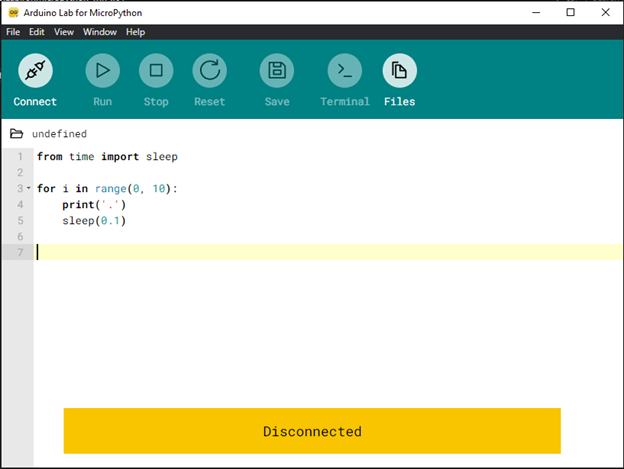 Arduino Lab for MicroPython
File Edit View Window Help
Connect Run Stop Reset Save Terminal Files
undefined
1 from time import sleep
2
3 for i in range(0, 10):
4     print('.')
5     sleep(0.1)
6
7
Disconnected